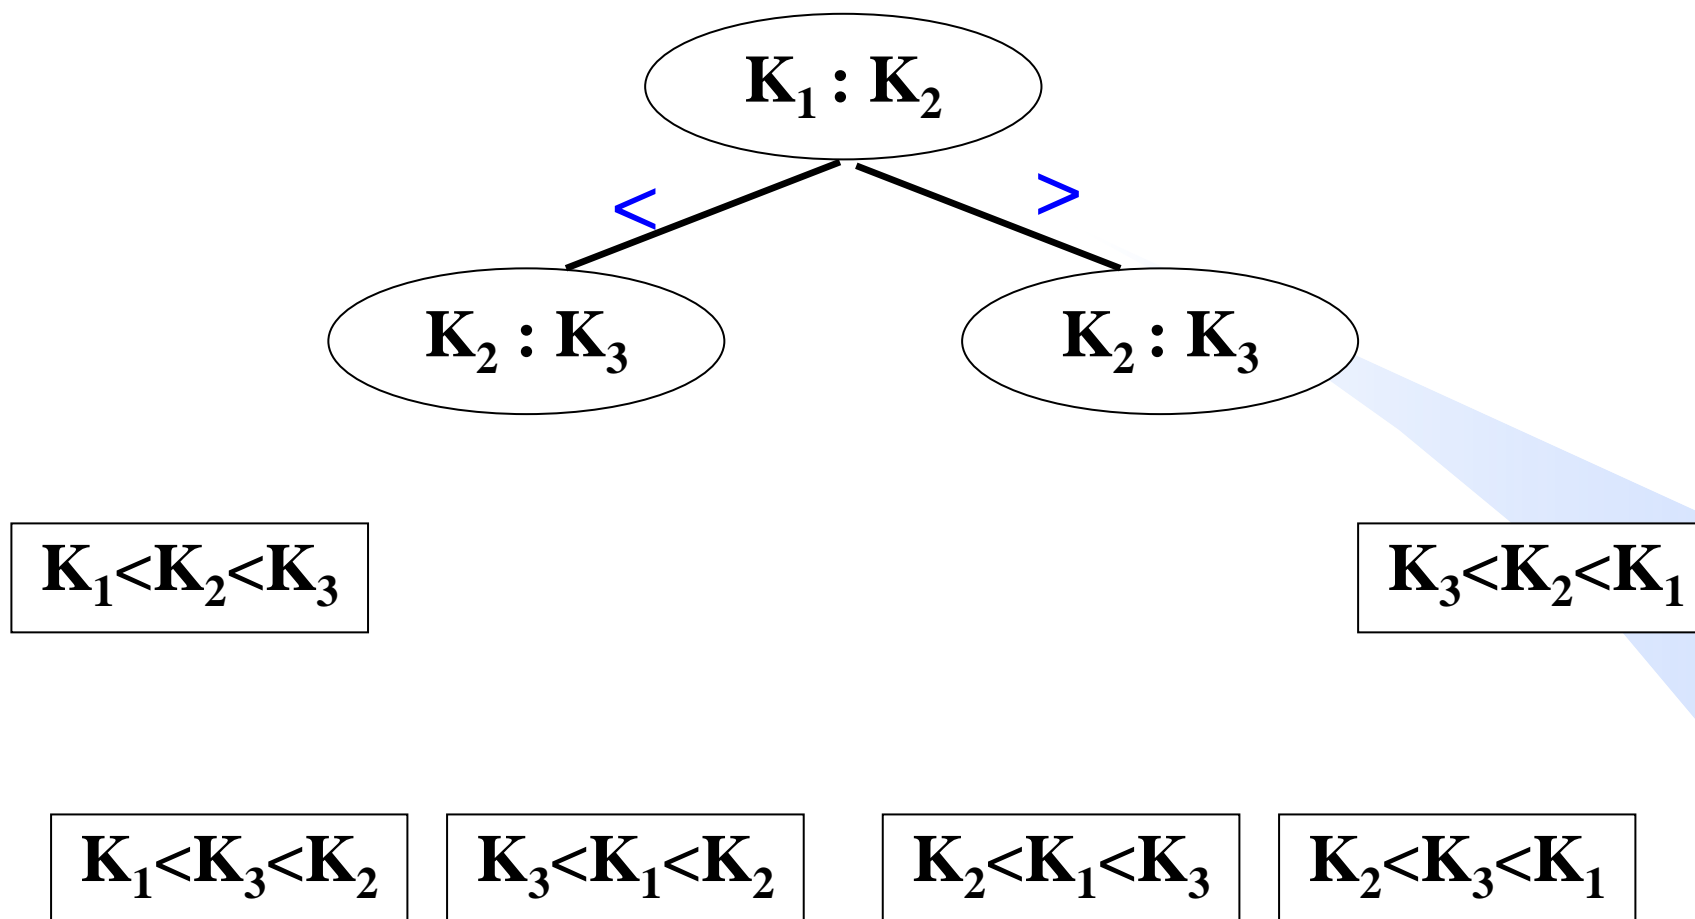 K₁ : K₂
< >
K₂ : K₃ K₂ : K₃
K₁<K₂<K₃ K₃<K₂<K₁
K₁<K₃<K₂ K₃<K₁<K₂ K₂<K₁<K₃ K₂<K₃<K₁